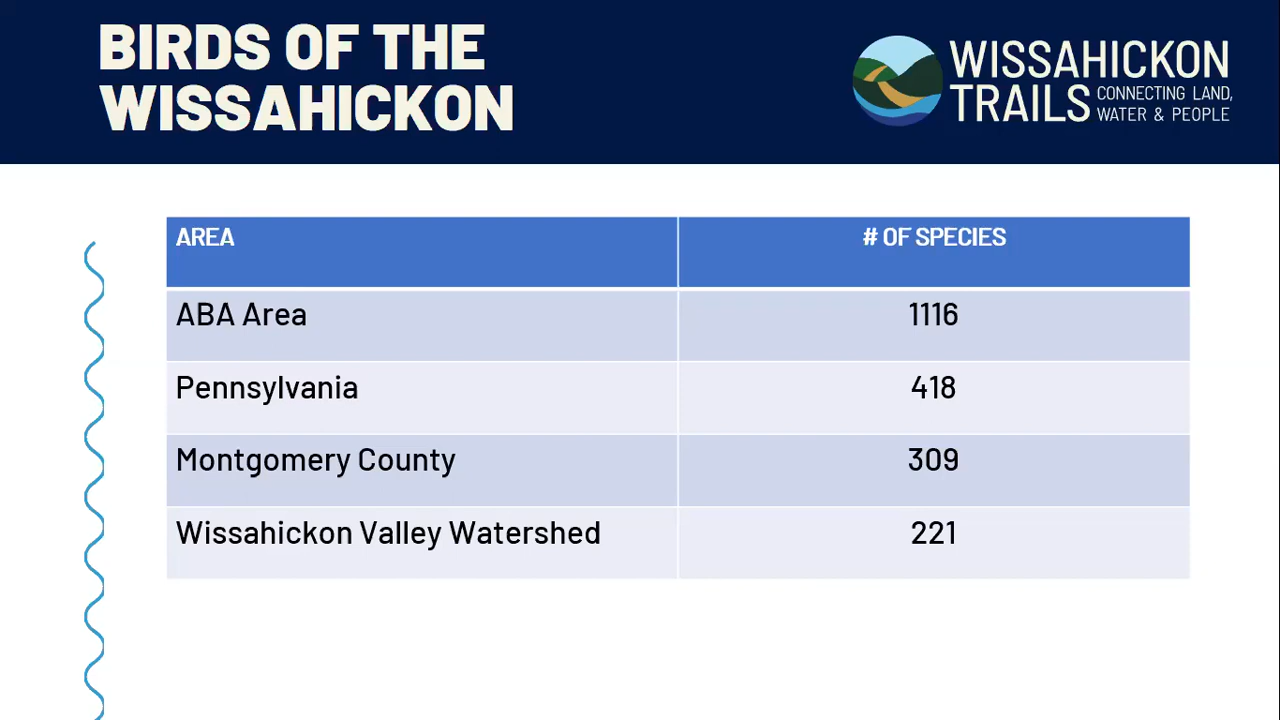 BIRDS OF THE
WISSAHICKON
WISSAHICKON
TRAILS CONNECTING LAND,
WATER & PEOPLE
AREA # OF SPECIES
ABA Area 1116
Pennsylvania 418
Montgomery County 309
Wissahickon Valley Watershed 221